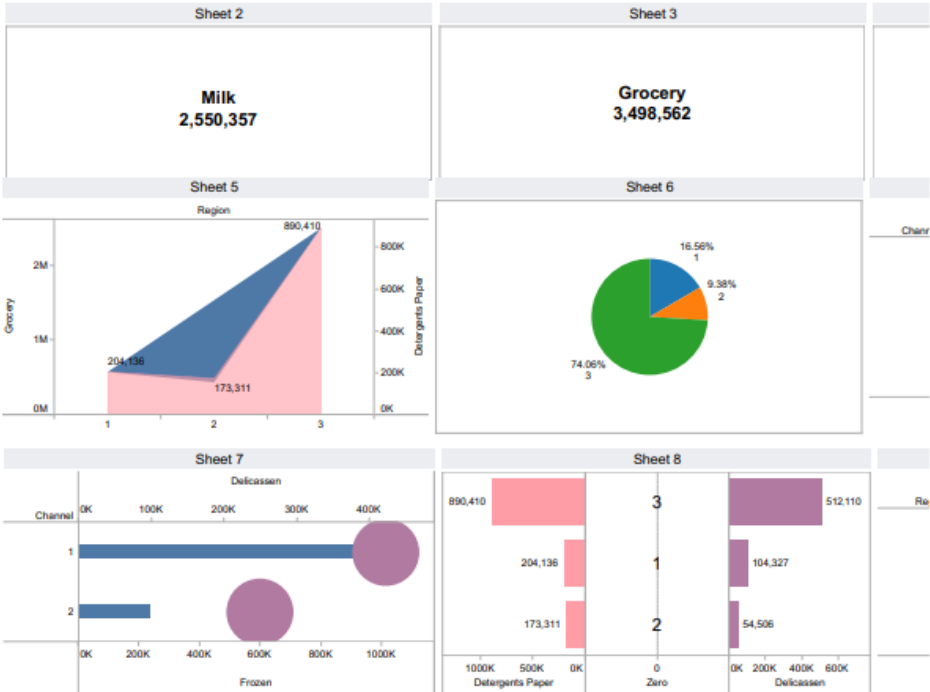 Sheet 2
Sheet 3
Milk
2,550,357
Grocery
3,498,562
Sheet 5
Sheet 6
Region
890,410
2M
1M
0M
Grocery
204,136
173,311
800K
600K
400K
200K
0K
Detergents Paper
1
2
3
16.56%
1
9.38%
2
74.06%
3
Chann
Sheet 7
Sheet 8
Delicassen
Channel
0K 100K 200K 300K 400K
1
2
0K 200K 400K 600K 800K 1000K
Frozen
890,410
3
512,110
204,136
1
104,327
173,311
2
54,506
1000K 500K 0K
0
0K 200K 400K 600K
Detergents Paper
Zero
Delicassen